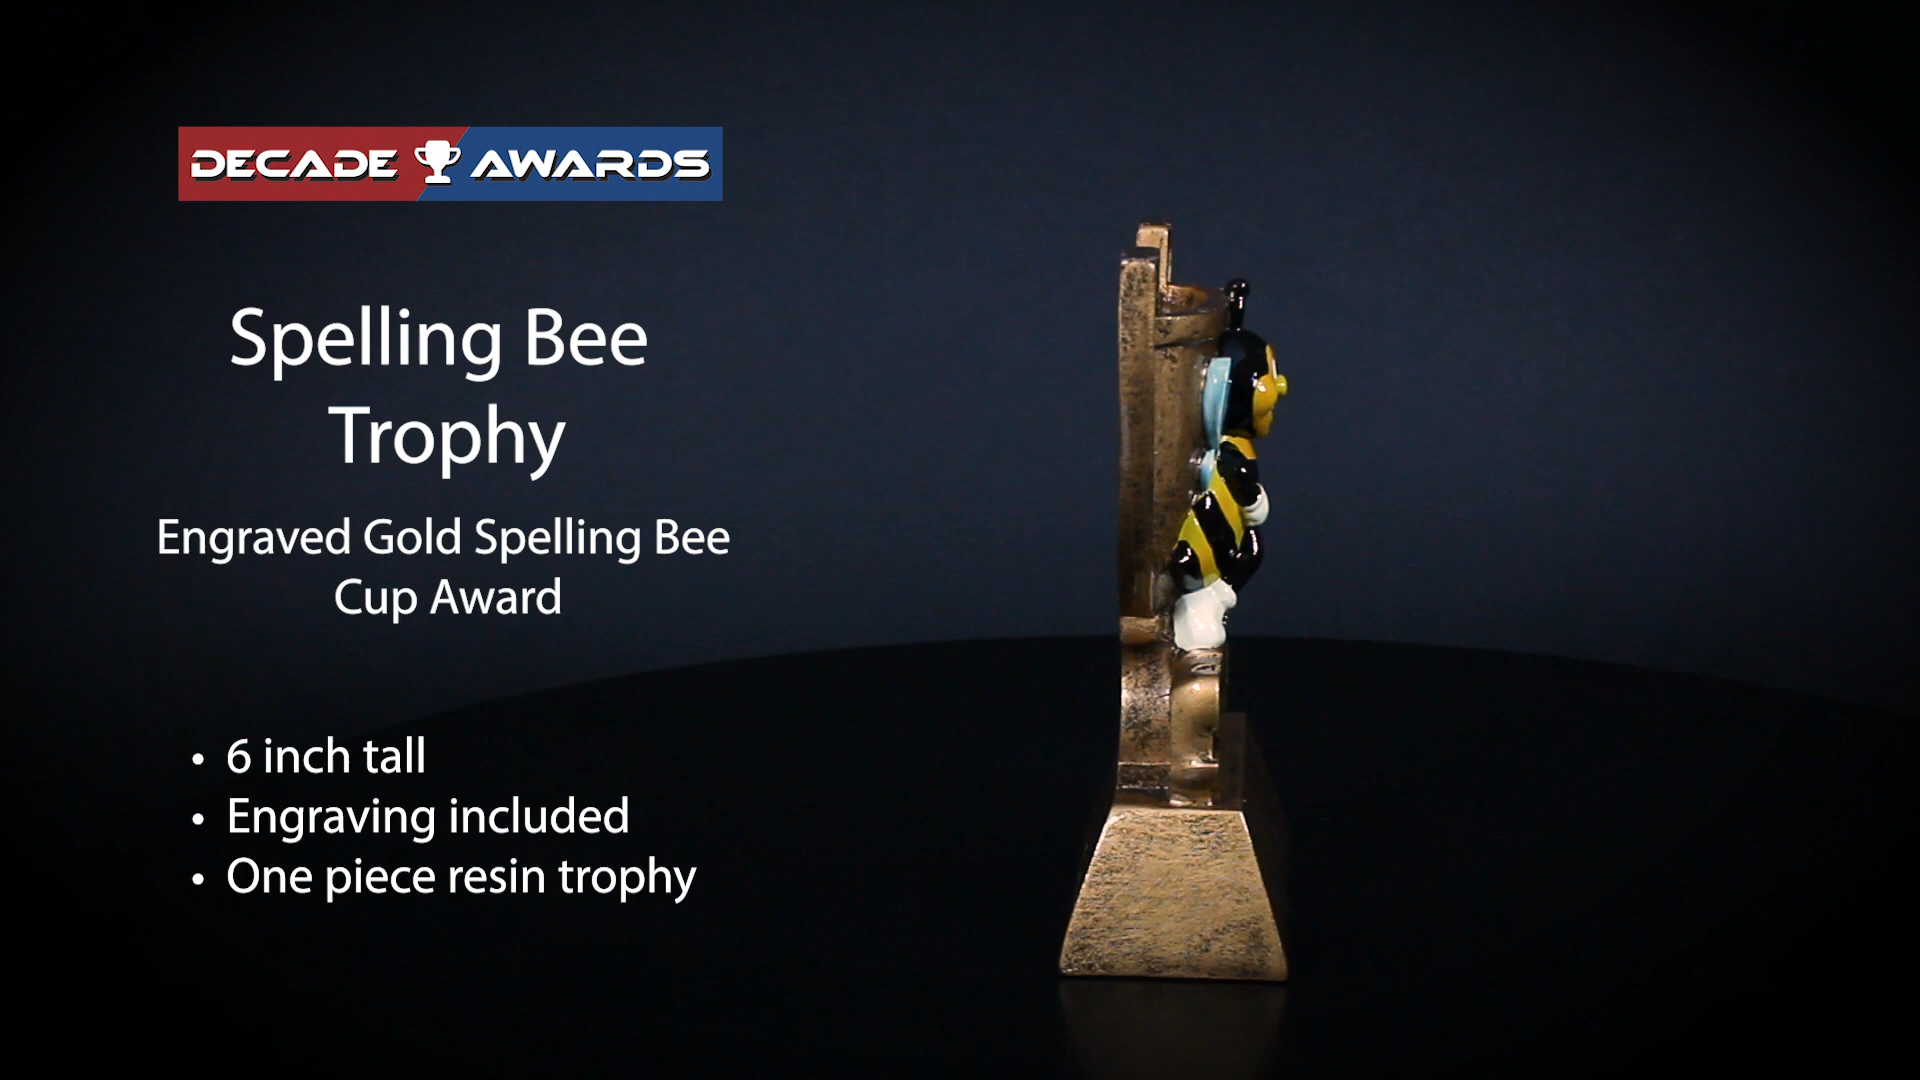 DECADE AWARDS
Spelling Bee
Trophy
Engraved Gold Spelling Bee
Cup Award
• 6 inch tall
• Engraving included
• One piece resin trophy